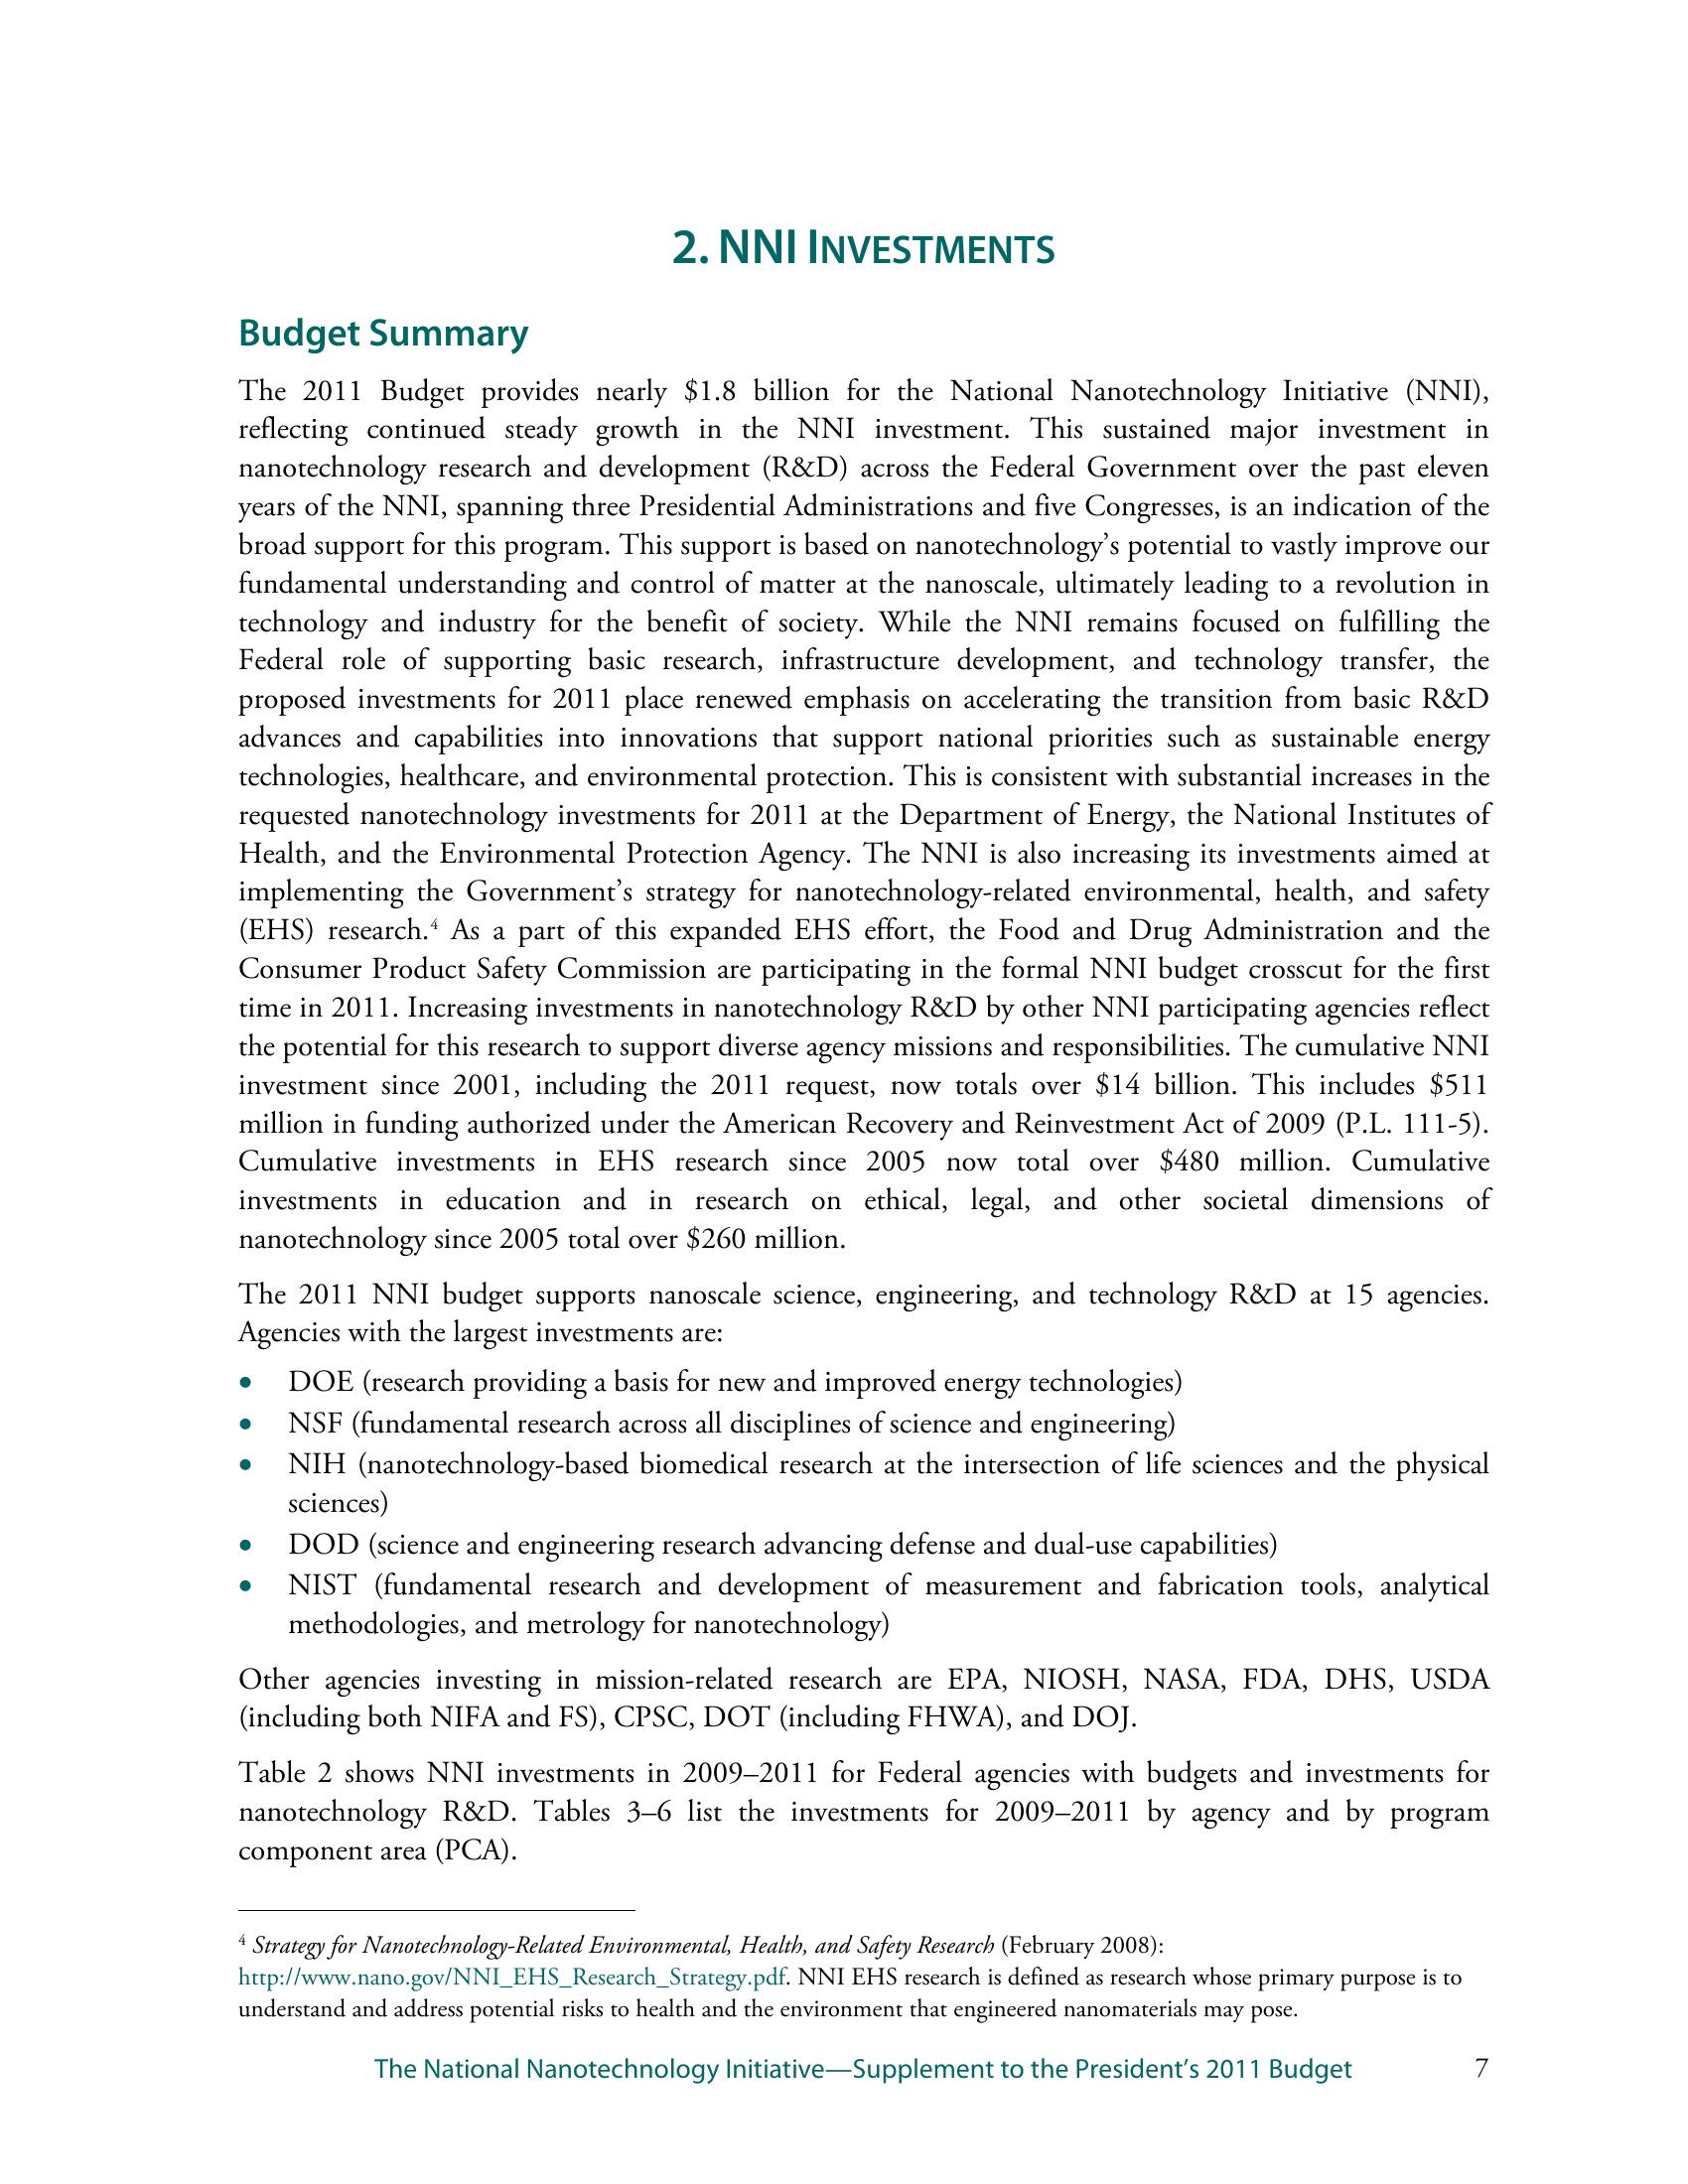 2. NNI INVESTMENTS
Budget Summary
The 2011 Budget provides nearly $1.8 billion for the National Nanotechnology Initiative (NNI),
reflecting continued steady growth in the NNI investment. This sustained major investment in
nanotechnology research and development (R&D) across the Federal Government over the past eleven
years of the NNI, spanning three Presidential Administrations and five Congresses, is an indication of the
broad support for this program. This support is based on nanotechnology’s potential to vastly improve our
fundamental understanding and control of matter at the nanoscale, ultimately leading to a revolution in
technology and industry for the benefit of society. While the NNI remains focused on fulfilling the
Federal role of supporting basic research, infrastructure development, and technology transfer, the
proposed investments for 2011 place renewed emphasis on accelerating the transition from basic R&D
advances and capabilities into innovations that support national priorities such as sustainable energy
technologies, healthcare, and environmental protection. This is consistent with substantial increases in the
requested nanotechnology investments for 2011 at the Department of Energy, the National Institutes of
Health, and the Environmental Protection Agency. The NNI is also increasing its investments aimed at
implementing the Government’s strategy for nanotechnology-related environmental, health, and safety
(EHS) research.⁴ As a part of this expanded EHS effort, the Food and Drug Administration and the
Consumer Product Safety Commission are participating in the formal NNI budget crosscut for the first
time in 2011. Increasing investments in nanotechnology R&D by other NNI participating agencies reflect
the potential for this research to support diverse agency missions and responsibilities. The cumulative NNI
investment since 2001, including the 2011 request, now totals over $14 billion. This includes $511
million in funding authorized under the American Recovery and Reinvestment Act of 2009 (P.L. 111-5).
Cumulative investments in EHS research since 2005 now total over $480 million. Cumulative
investments in education and in research on ethical, legal, and other societal dimensions of
nanotechnology since 2005 total over $260 million.
The 2011 NNI budget supports nanoscale science, engineering, and technology R&D at 15 agencies.
Agencies with the largest investments are:
• DOE (research providing a basis for new and improved energy technologies)
• NSF (fundamental research across all disciplines of science and engineering)
• NIH (nanotechnology-based biomedical research at the intersection of life sciences and the physical
sciences)
• DOD (science and engineering research advancing defense and dual-use capabilities)
• NIST (fundamental research and development of measurement and fabrication tools, analytical
methodologies, and metrology for nanotechnology)
Other agencies investing in mission-related research are EPA, NIOSH, NASA, FDA, DHS, USDA
(including both NIFA and FS), CPSC, DOT (including FHWA), and DOJ.
Table 2 shows NNI investments in 2009–2011 for Federal agencies with budgets and investments for
nanotechnology R&D. Tables 3–6 list the investments for 2009–2011 by agency and by program
component area (PCA).
⁴ Strategy for Nanotechnology-Related Environmental, Health, and Safety Research (February 2008):
http://www.nano.gov/NNI_EHS_Research_Strategy.pdf. NNI EHS research is defined as research whose primary purpose is to
understand and address potential risks to health and the environment that engineered nanomaterials may pose.
The National Nanotechnology Initiative—Supplement to the President’s 2011 Budget 7